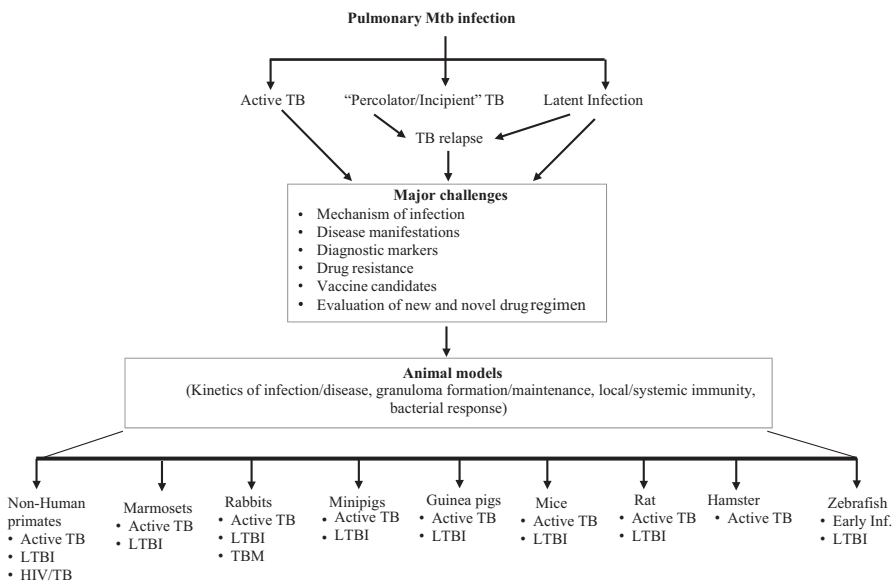 Pulmonary Mtb infection
Active TB
“Percolator/Incipient” TB
Latent Infection
TB relapse
Major challenges
• Mechanism of infection
• Disease manifestations
• Diagnostic markers
• Drug resistance
• Vaccine candidates
• Evaluation of new and novel drug regimen
Animal models
(Kinetics of infection/disease, granuloma formation/maintenance, local/systemic immunity,
bacterial response)
Non-Human
primates
• Active TB
• LTBI
• HIV/TB
Marmosets
• Active TB
• LTBI
Rabbits
• Active TB
• LTBI
• TBM
Minipigs
• Active TB
• LTBI
Guinea pigs
• Active TB
• LTBI
Mice
• Active TB
• LTBI
Rat
• Active TB
• LTBI
Hamster
• Active TB
Zebrafish
• Early Inf.
• LTBI